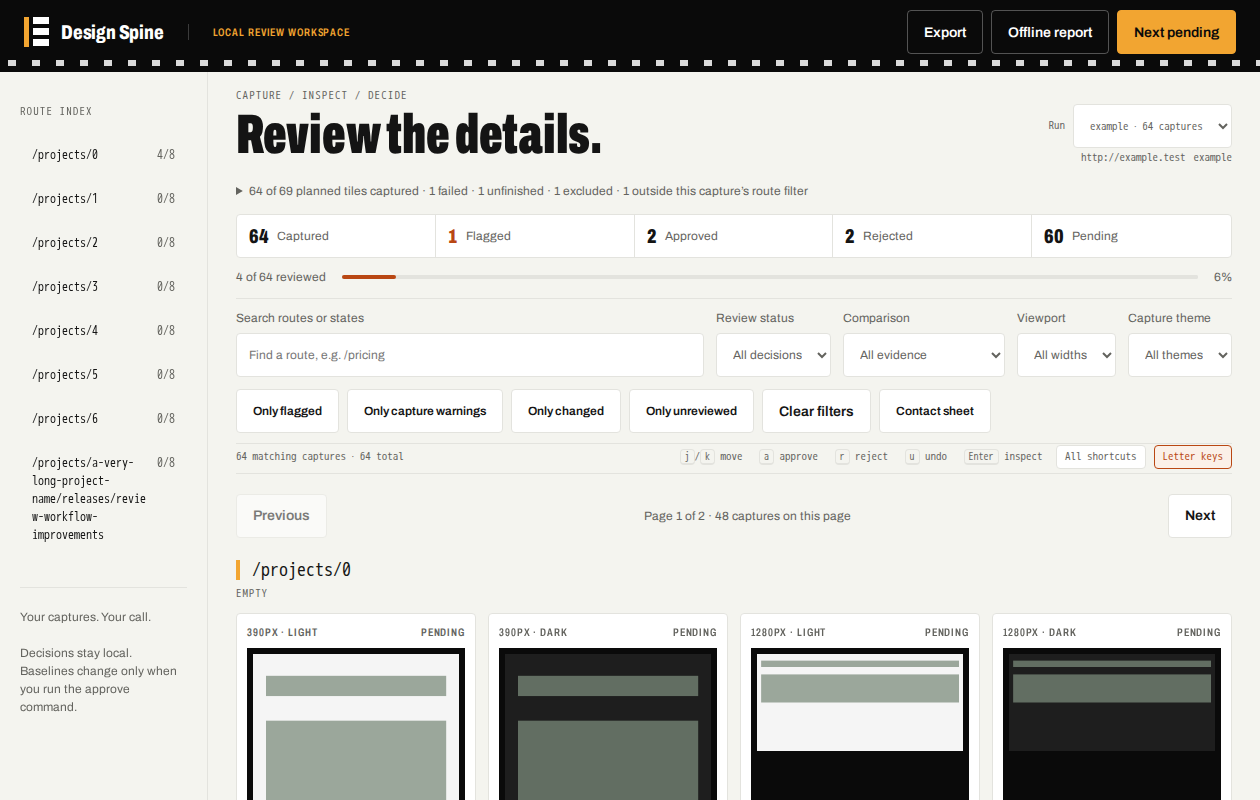 Design Spine
LOCAL REVIEW WORKSPACE
Export
Offline report
Next pending
ROUTE INDEX
/projects/0 4/8
/projects/1 0/8
/projects/2 0/8
/projects/3 0/8
/projects/4 0/8
/projects/5 0/8
/projects/6 0/8
/projects/a-very- 0/8
long-project-
name/releases/revie
w-workflow-
improvements
Your captures. Your call.
Decisions stay local.
Baselines change only when
you run the approve
command.
CAPTURE / INSPECT / DECIDE
Review the details.
Run example · 64 captures
http://example.test example
64 of 69 planned tiles captured · 1 failed · 1 unfinished · 1 excluded · 1 outside this capture's route filter
64 Captured
1 Flagged
2 Approved
2 Rejected
60 Pending
4 of 64 reviewed 6%
Search routes or states
Find a route, e.g. /pricing
Review status
All decisions
Comparison
All evidence
Viewport
All widths
Capture theme
All themes
Only flagged
Only capture warnings
Only changed
Only unreviewed
Clear filters
Contact sheet
64 matching captures · 64 total
j/k move a approve r reject u undo Enter inspect
All shortcuts
Letter keys
Previous
Page 1 of 2 · 48 captures on this page
Next
/projects/0
EMPTY
390PX · LIGHT PENDING
390PX · DARK PENDING
1280PX · LIGHT PENDING
1280PX · DARK PENDING